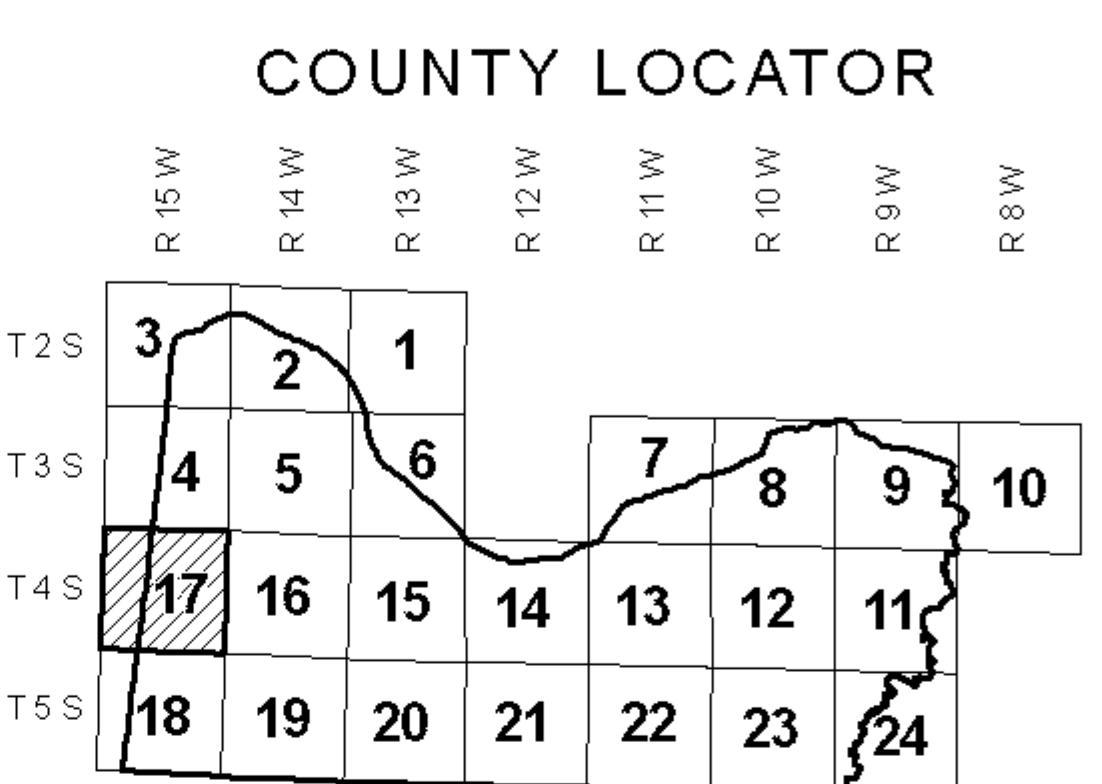 COUNTY LOCATOR
R 15 W R 14 W R 13 W R 12 W R 11 W R 10 W R 9 W R 8 W
T 2 S 3 2 1
T 3 S 4 5 6 7 8 9 10
T 4 S 17 16 15 14 13 12 11
T 5 S 18 19 20 21 22 23 24